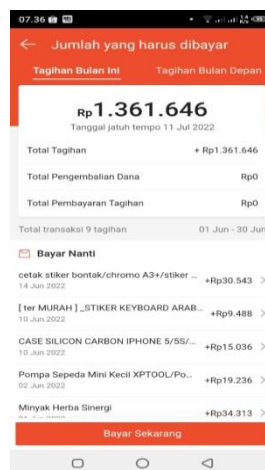 07.36
Jumlah yang harus dibayar
Tagihan Bulan Ini
Tagihan Bulan Depan
Rp1.361.646
Tanggal jatuh tempo 11 Jul 2022
Total Tagihan + Rp1.361.646
Total Pengembalian Dana Rp0
Total Pembayaran Tagihan Rp0
Total transaksi 9 tagihan 01 Jun - 30 Jun
Bayar Nanti
cetak stiker bontak/chromo A3+/stiker ... +Rp30.543
14 Jun 2022
[ ter MURAH ] _STIKER KEYBOARD ARAB... +Rp9.488
10 Jun 2022
CASE SILICON CARBON IPHONE 5/5S/... +Rp15.036
10 Jun 2022
Pompa Sepeda Mini Kecil XPTOOL/Po... +Rp19.236
02 Jun 2022
Minyak Herba Sinergi +Rp34.313
Bayar Sekarang